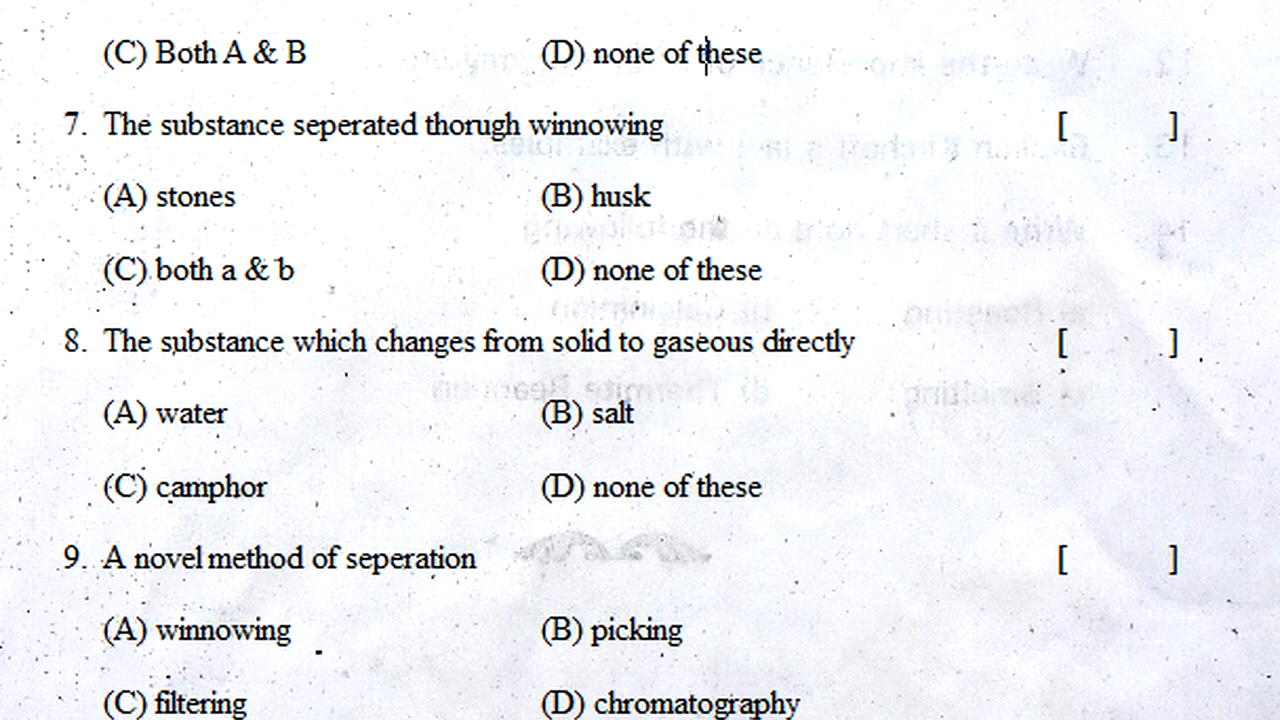 (C) Both A & B (D) none of these
7. The substance seperated thorugh winnowing [ ]
(A) stones (B) husk
(C) both a & b (D) none of these
8. The substance which changes from solid to gaseous directly [ ]
(A) water (B) salt
(C) camphor (D) none of these
9. A novel method of seperation [ ]
(A) winnowing (B) picking
(C) filtering (D) chromatography